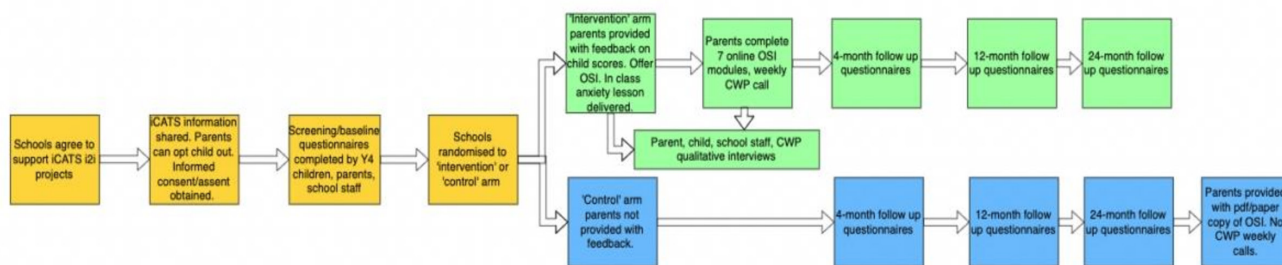 Schools agree to
support iCATS i2i
projects
iCATS information
shared. Parents
can opt child out.
Informed
consent/assent
obtained.
Screening/baseline
questionnaires
completed by Y4
children, parents,
school staff
Schools
randomised to
'intervention' or
'control' arm
'Intervention' arm
parents provided
with feedback on
child scores. Offer
OSI. In class
anxiety lesson
delivered.
Parents complete
7 online OSI
modules, weekly
CWP call
4-month follow up
questionnaires
12-month follow
up questionnaires
24-month follow
up questionnaires
Parent, child, school staff, CWP
qualitative interviews
'Control' arm
parents not
provided with
feedback.
4-month follow up
questionnaires
12-month follow
up questionnaires
24-month follow
up questionnaires
Parents provided
with pdf/paper
copy of OSI. No
CWP weekly
calls.